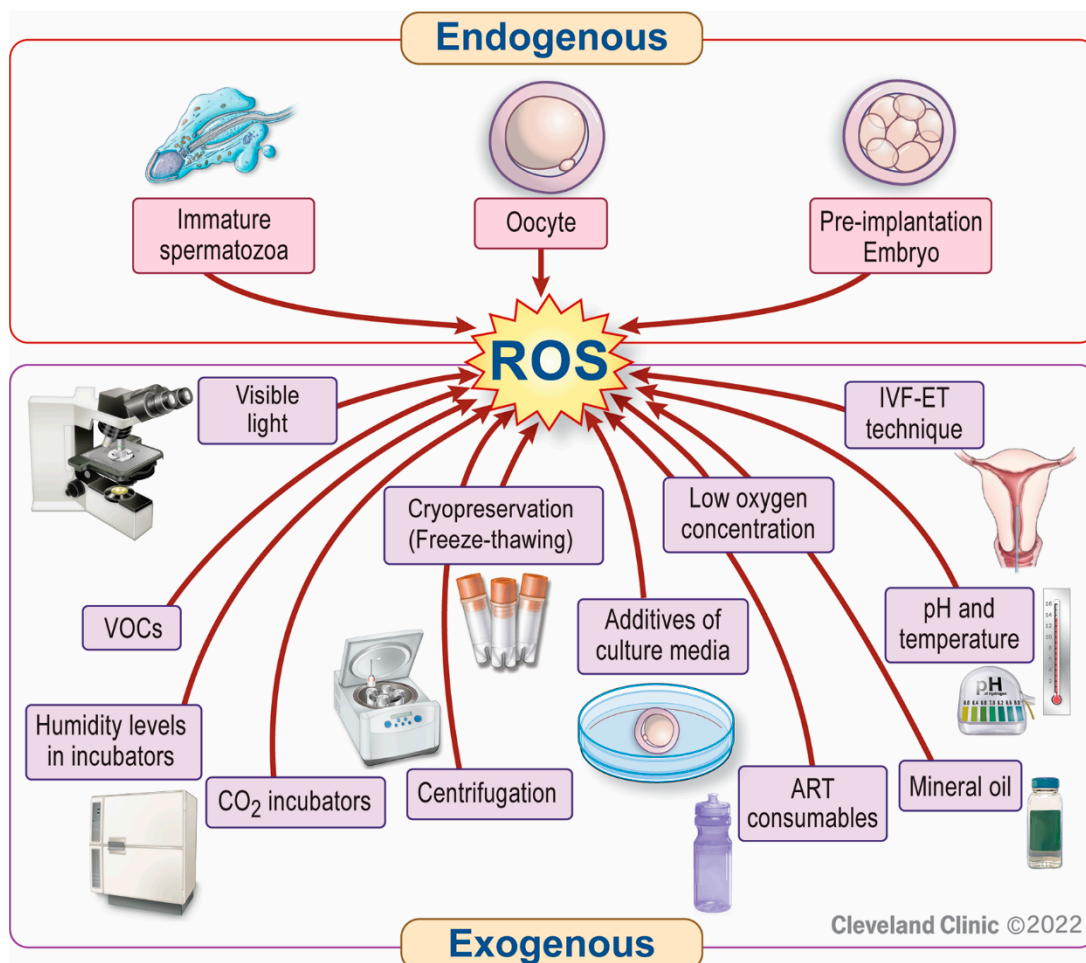 Endogenous
Immature
spermatozoa
Oocyte
Pre-implantation
Embryo
ROS
Visible
light
IVF-ET
technique
Cryopreservation
(Freeze-thawing)
Low oxygen
concentration
VOCs
Additives of
culture media
pH and
temperature
pH
Humidity levels
in incubators
CO₂ incubators
Centrifugation
ART
consumables
Mineral oil
Cleveland Clinic ©2022
Exogenous